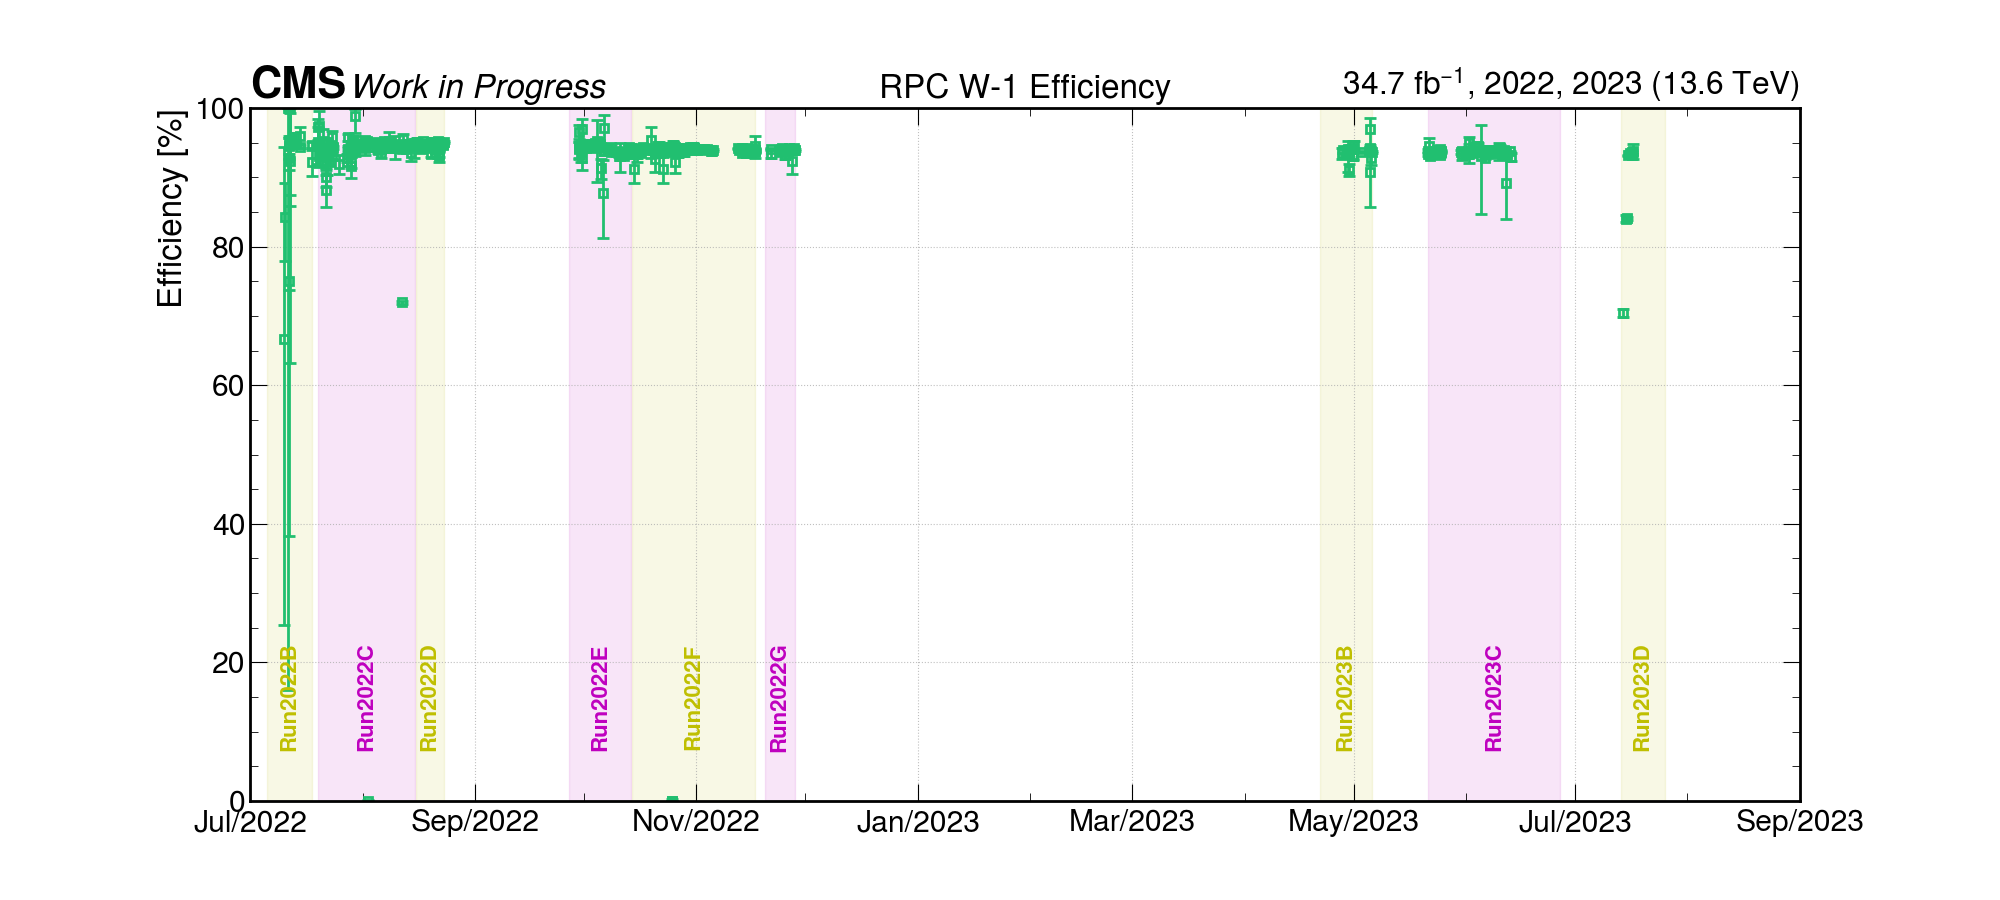 CMS Work in Progress
RPC W-1 Efficiency
34.7 fb⁻¹, 2022, 2023 (13.6 TeV)
Efficiency [%]
100
80
60
40
20
0
Run2022B
Run2022C
Run2022D
Run2022E
Run2022F
Run2022G
Run2023B
Run2023C
Run2023D
Jul/2022
Sep/2022
Nov/2022
Jan/2023
Mar/2023
May/2023
Jul/2023
Sep/2023